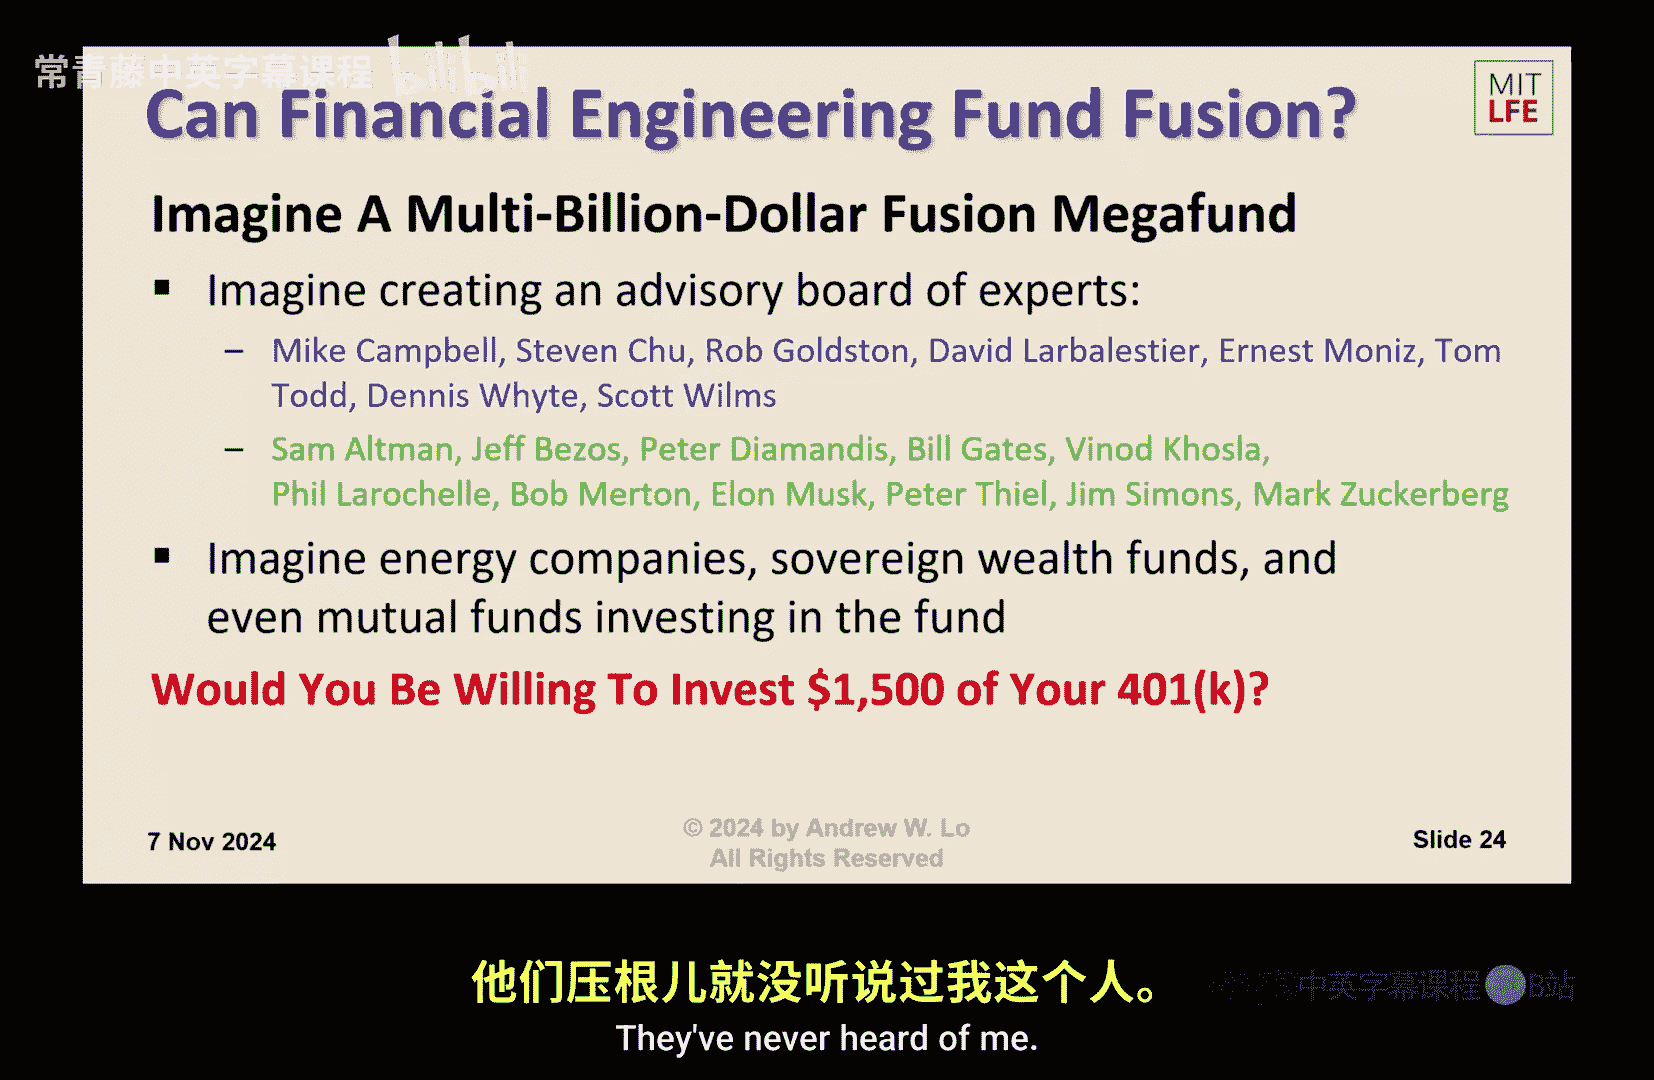 常青藤中英字幕课程 bilibili
MIT
LFE
Can Financial Engineering Fund Fusion?
Imagine A Multi-Billion-Dollar Fusion Megafund
▪ Imagine creating an advisory board of experts:
– Mike Campbell, Steven Chu, Rob Goldston, David Larbalestier, Ernest Moniz, Tom
Todd, Dennis Whyte, Scott Wilms
– Sam Altman, Jeff Bezos, Peter Diamandis, Bill Gates, Vinod Khosla,
Phil Larochelle, Bob Merton, Elon Musk, Peter Thiel, Jim Simons, Mark Zuckerberg
▪ Imagine energy companies, sovereign wealth funds, and
even mutual funds investing in the fund
Would You Be Willing To Invest $1,500 of Your 401(k)?
7 Nov 2024
© 2024 by Andrew W. Lo
All Rights Reserved
Slide 24
他们压根儿就没听说过我这个人。
中英字幕课程 B站
They've never heard of me.